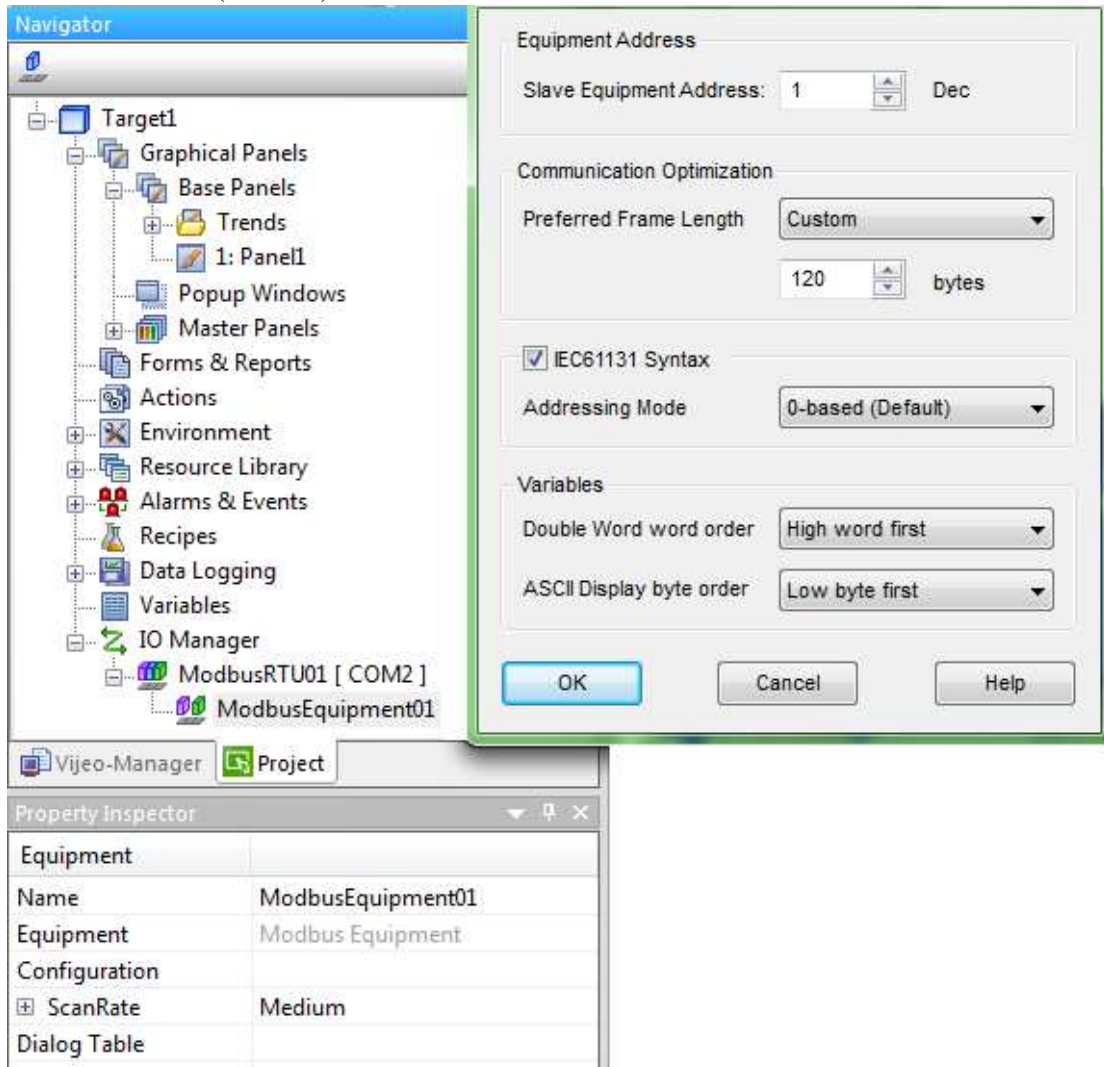 Navigator
Target1
Graphical Panels
Base Panels
Trends
1: Panel1
Popup Windows
Master Panels
Forms & Reports
Actions
Environment
Resource Library
Alarms & Events
Recipes
Data Logging
Variables
IO Manager
ModbusRTU01 [ COM2 ]
ModbusEquipment01
Vijeo-Manager Project
Equipment Address
Slave Equipment Address: 1 Dec
Communication Optimization
Preferred Frame Length Custom
120 bytes
IEC61131 Syntax
Addressing Mode 0-based (Default)
Variables
Double Word word order High word first
ASCII Display byte order Low byte first
OK Cancel Help
Property Inspector
Equipment
Name ModbusEquipment01
Equipment Modbus Equipment
Configuration
ScanRate Medium
Dialog Table